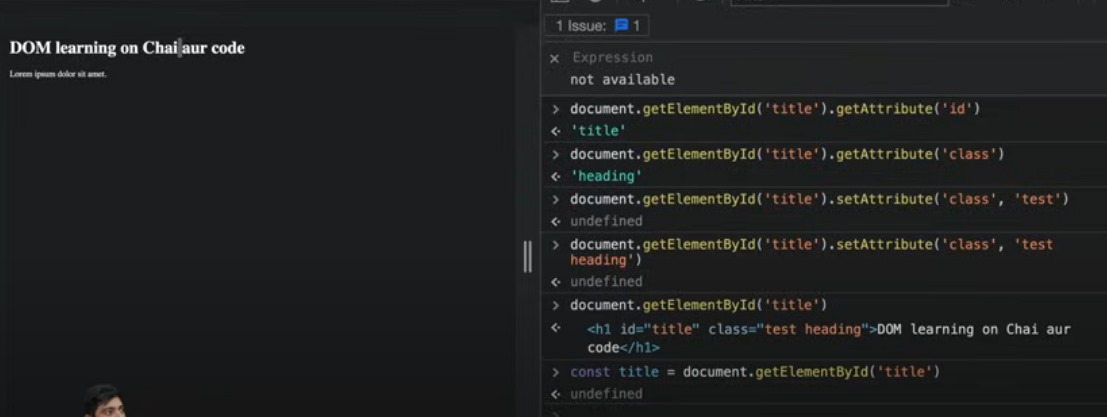 DOM learning on Chai aur code
Lorem ipsum dolor sit amet.
1 Issue: 1
× Expression
not available
> document.getElementById('title').getAttribute('id')
'title'
> document.getElementById('title').getAttribute('class')
'heading'
> document.getElementById('title').setAttribute('class', 'test')
undefined
> document.getElementById('title').setAttribute('class', 'test
heading')
undefined
> document.getElementById('title')
<h1 id="title" class="test heading">DOM learning on Chai aur
code</h1>
> const title = document.getElementById('title')
undefined